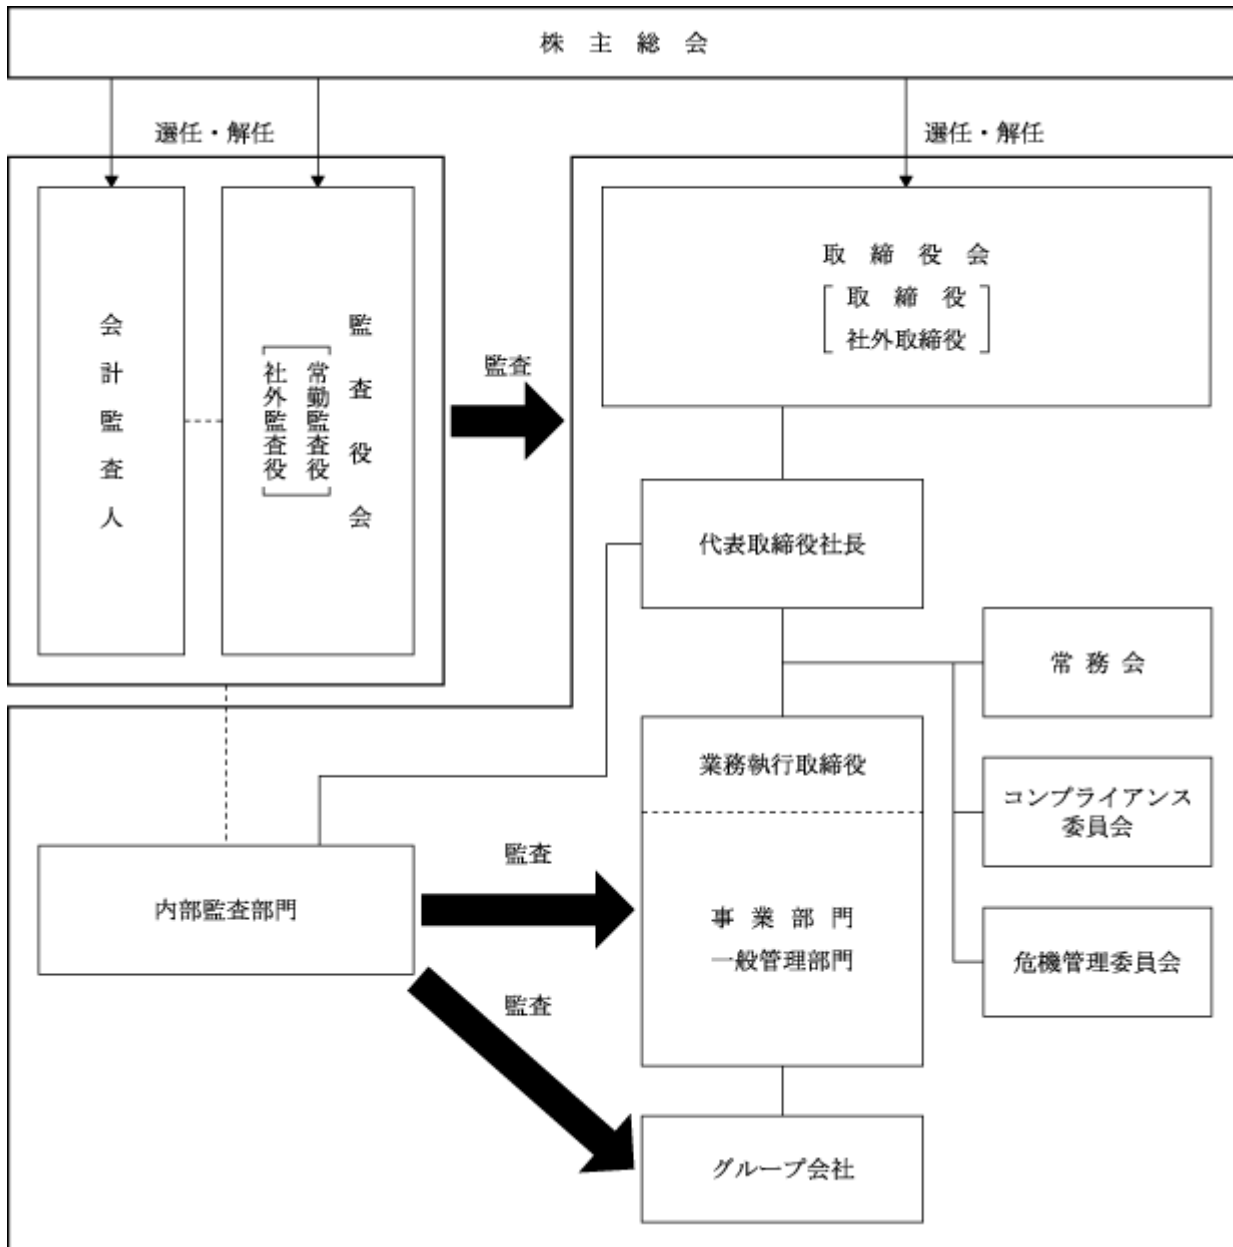 株主総会
選任・解任
選任・解任
会計監査人
監査役会
常勤監査役
社外監査役
監査
取締役会
取締役
社外取締役
代表取締役社長
常務会
業務執行取締役
コンプライアンス
委員会
監査
内部監査部門
事業部門
一般管理部門
危機管理委員会
監査
グループ会社